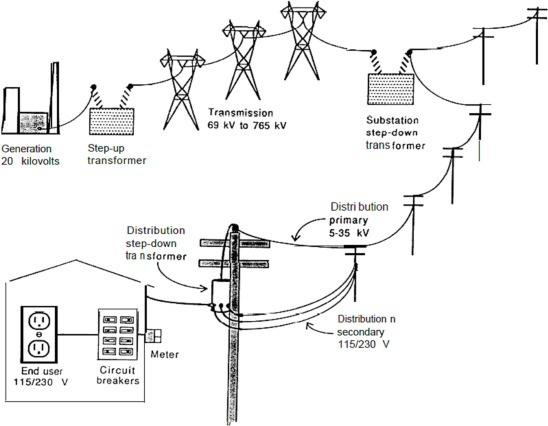 Generation
20 kilovolts
Step-up
transformer
Transmission
69 kV to 765 kV
Substation
step-down
trans former
Distri bution
primary
5-35 kV
Distribution
step-down
tra nsformer
Distribution n
secondary
115/230 V
Meter
End user
115/230 V
Circuit
breakers